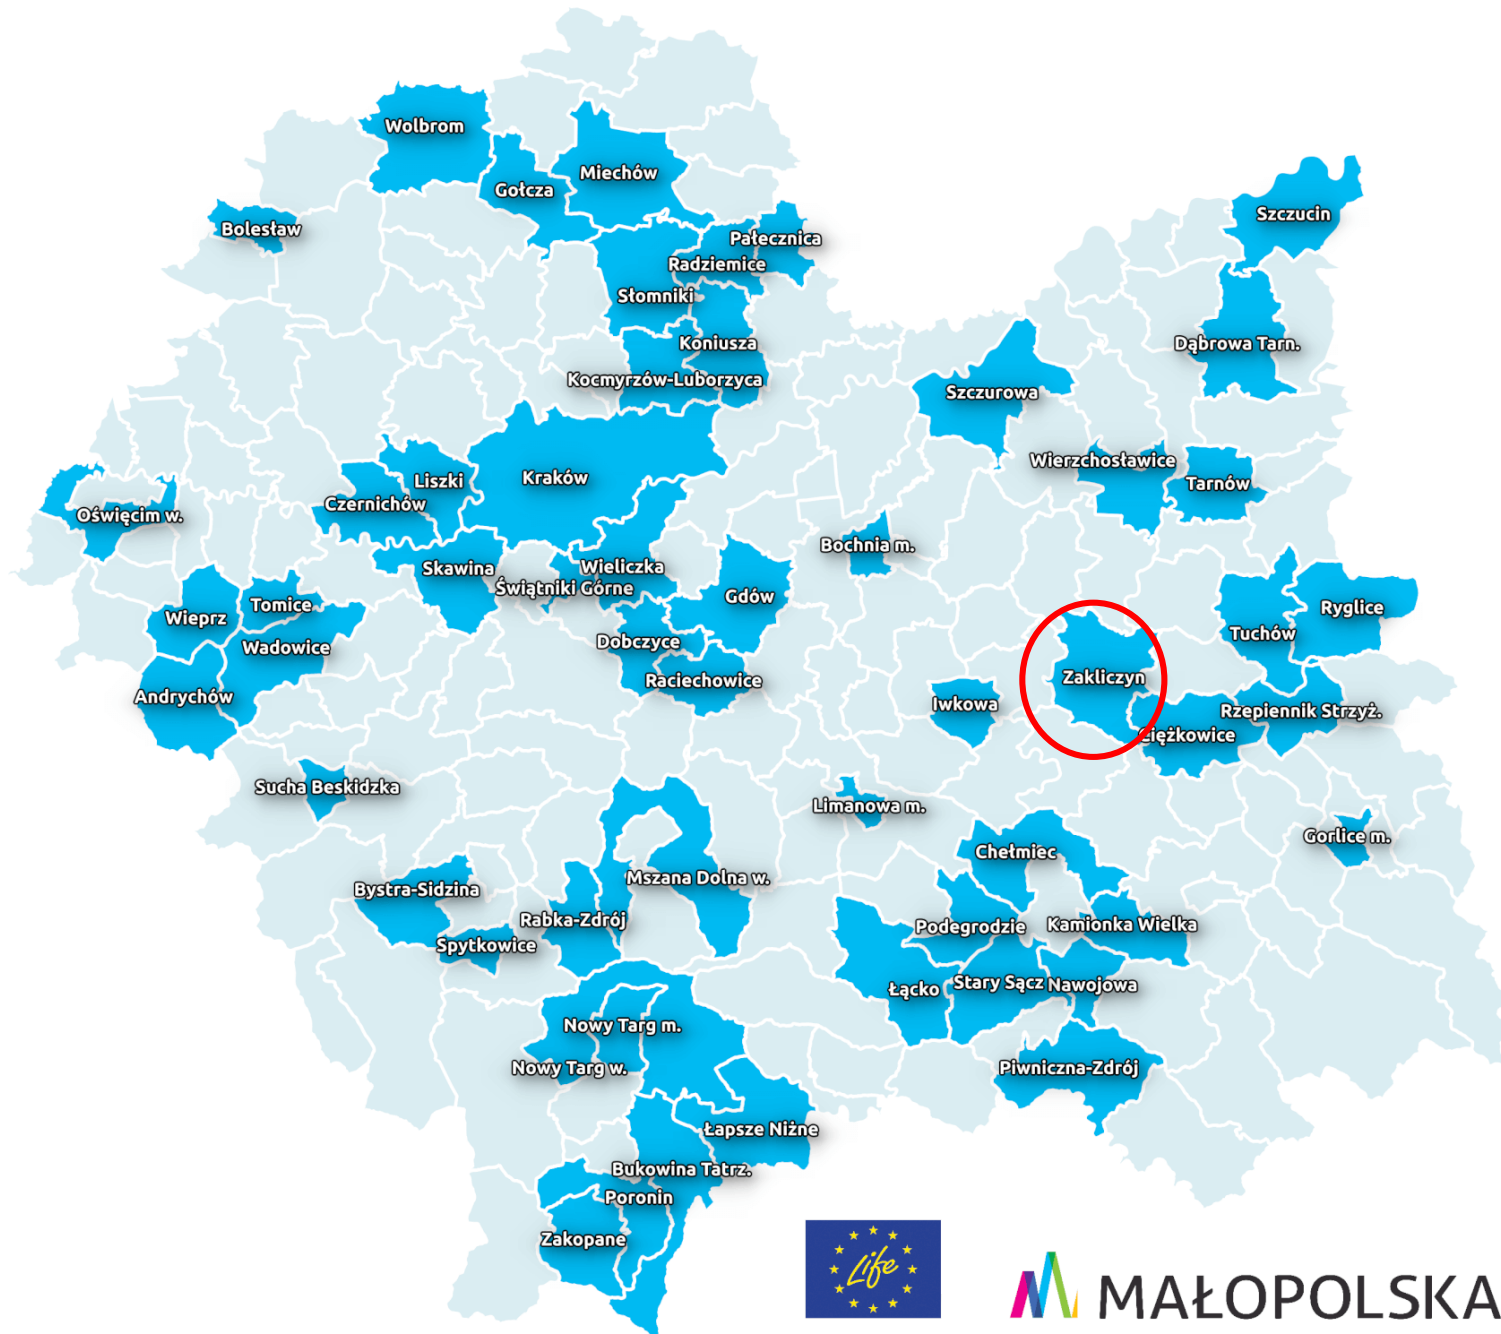 Wolbrom
Miechów
Gołcza
Szczucin
Bolesław
Pałecznica
Radziemice
Słomniki
Koniusza
Dąbrowa Tarn.
Kocmyrzów-Luborzyca
Szczurowa
Wierzchosławice
Kraków
Liszki
Tarnów
Czernichów
Oświęcim w.
Bochnia m.
Wieliczka
Skawina
Świątniki Górne
Gdów
Tomice
Ryglice
Wieprz
Tuchów
Dobczyce
Wadowice
Zakliczyn
Raciechowice
Andrychów
Iwkowa
Rzepiennik Strzyż.
Ciężkowice
Sucha Beskidzka
Limanowa m.
Gorlice m.
Chełmiec
Mszana Dolna w.
Bystra-Sidzina
Rabka-Zdrój
Podegrodzie
Kamionka Wielka
Spytkowice
Łącko
Stary Sącz
Nawojowa
Nowy Targ m.
Nowy Targ w.
Piwniczna-Zdrój
Łapsze Niżne
Bukowina Tatrz.
Poronin
Zakopane
Life
MAŁOPOLSKA